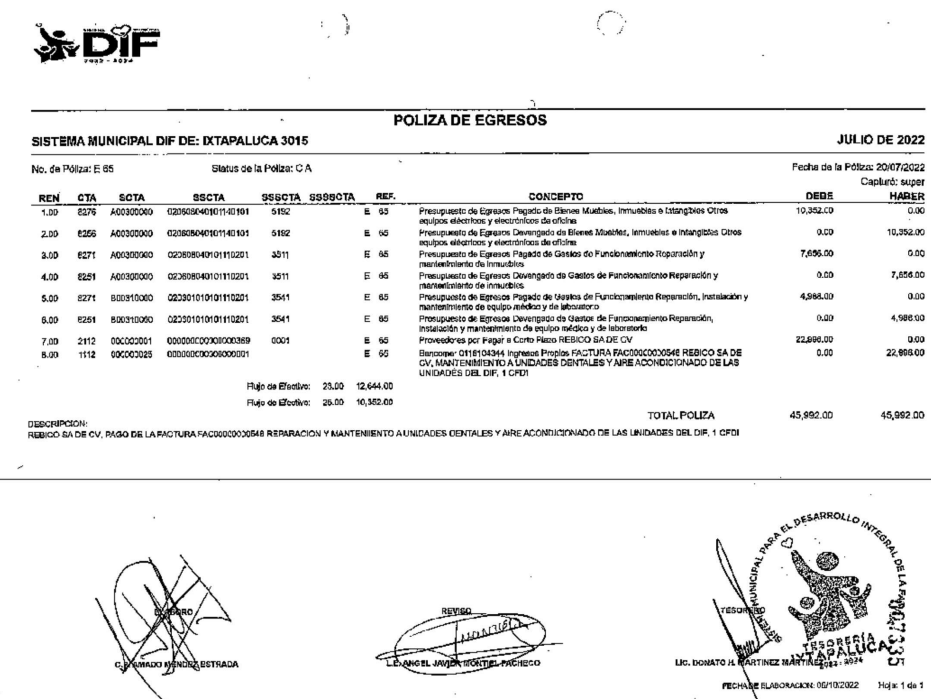 DIF
2022 - 2024
POLIZA DE EGRESOS
SISTEMA MUNICIPAL DIF DE: IXTAPALUCA 3015 JULIO DE 2022
No. de Póliza: E 65 Status de la Póliza: C A Fecha de la Póliza: 20/07/2022
Capturó: super
REN CTA SCTA SSCTA SSSCTA SSSSCTA REF. CONCEPTO DEBE HABER
1.00 8276 A00300000 020608040101140101 5192 E 65 Presupuesto de Egresos Pagado de Bienes Muebles, Inmuebles e Intangibles Otros 10,352.00 0.00
equipos eléctricos y electrónicos de oficina
2.00 8256 A00300000 020608040101140101 5192 E 65 Presupuesto de Egresos Devengado de Bienes Muebles, Inmuebles e Intangibles Otros 0.00 10,352.00
equipos eléctricos y electrónicos de oficina
3.00 8271 A00300000 020608040101110201 3511 E 65 Presupuesto de Egresos Pagado de Gastos de Funcionamiento Reparación y 7,656.00 0.00
mantenimiento de inmuebles
4.00 8251 A00300000 020608040101110201 3511 E 65 Presupuesto de Egresos Devengado de Gastos de Funcionamiento Reparación y 0.00 7,656.00
mantenimiento de inmuebles
5.00 8271 B00310000 020301010101110201 3541 E 65 Presupuesto de Egresos Pagado de Gastos de Funcionamiento Reparación, Instalación y 4,988.00 0.00
mantenimiento de equipo médico y de laboratorio
6.00 8251 B00310000 020301010101110201 3541 E 65 Presupuesto de Egresos Devengado de Gastos de Funcionamiento Reparación, 0.00 4,988.00
Instalación y mantenimiento de equipo médico y de laboratorio
7.00 2112 000000001 000000000300000369 0001 E 65 Proveedores por Pagar a Corto Plazo REBICO SA DE CV 22,996.00 0.00
8.00 1112 000000025 000000000300000001 E 65 Bancomer 0118104344 Ingresos Propios FACTURA FAC00000000548 REBICO SA DE 0.00 22,996.00
CV, MANTENIMIENTO A UNIDADES DENTALES Y AIRE ACONDICIONADO DE LAS
UNIDADES DEL DIF, 1 CFDI
Flujo de Efectivo: 23.00 12,644.00
Flujo de Efectivo: 25.00 10,352.00
TOTAL POLIZA 45,992.00 45,992.00
DESCRIPCION:
REBICO SA DE CV, PAGO DE LA FACTURA FAC00000000548 REPARACION Y MANTENIIENTO A UNIDADES DENTALES Y AIRE ACONDICIONADO DE LAS UNIDADES DEL DIF, 1 CFDI
SISTEMA MUNICIPAL PARA EL DESARROLLO INTEGRAL DE LA FAMILIA
TESORERÍA
IXTAPALUCA
2022 - 2024
ELABORO REVISO TESORERO
C.P. AMADO MENDEZ ESTRADA L.E. ANGEL JAVIER MONTIEL PACHECO LIC. DONATO H. MARTINEZ MARTINEZ
FECHA DE ELABORACION: 06/10/2022 Hoja: 1 de 1